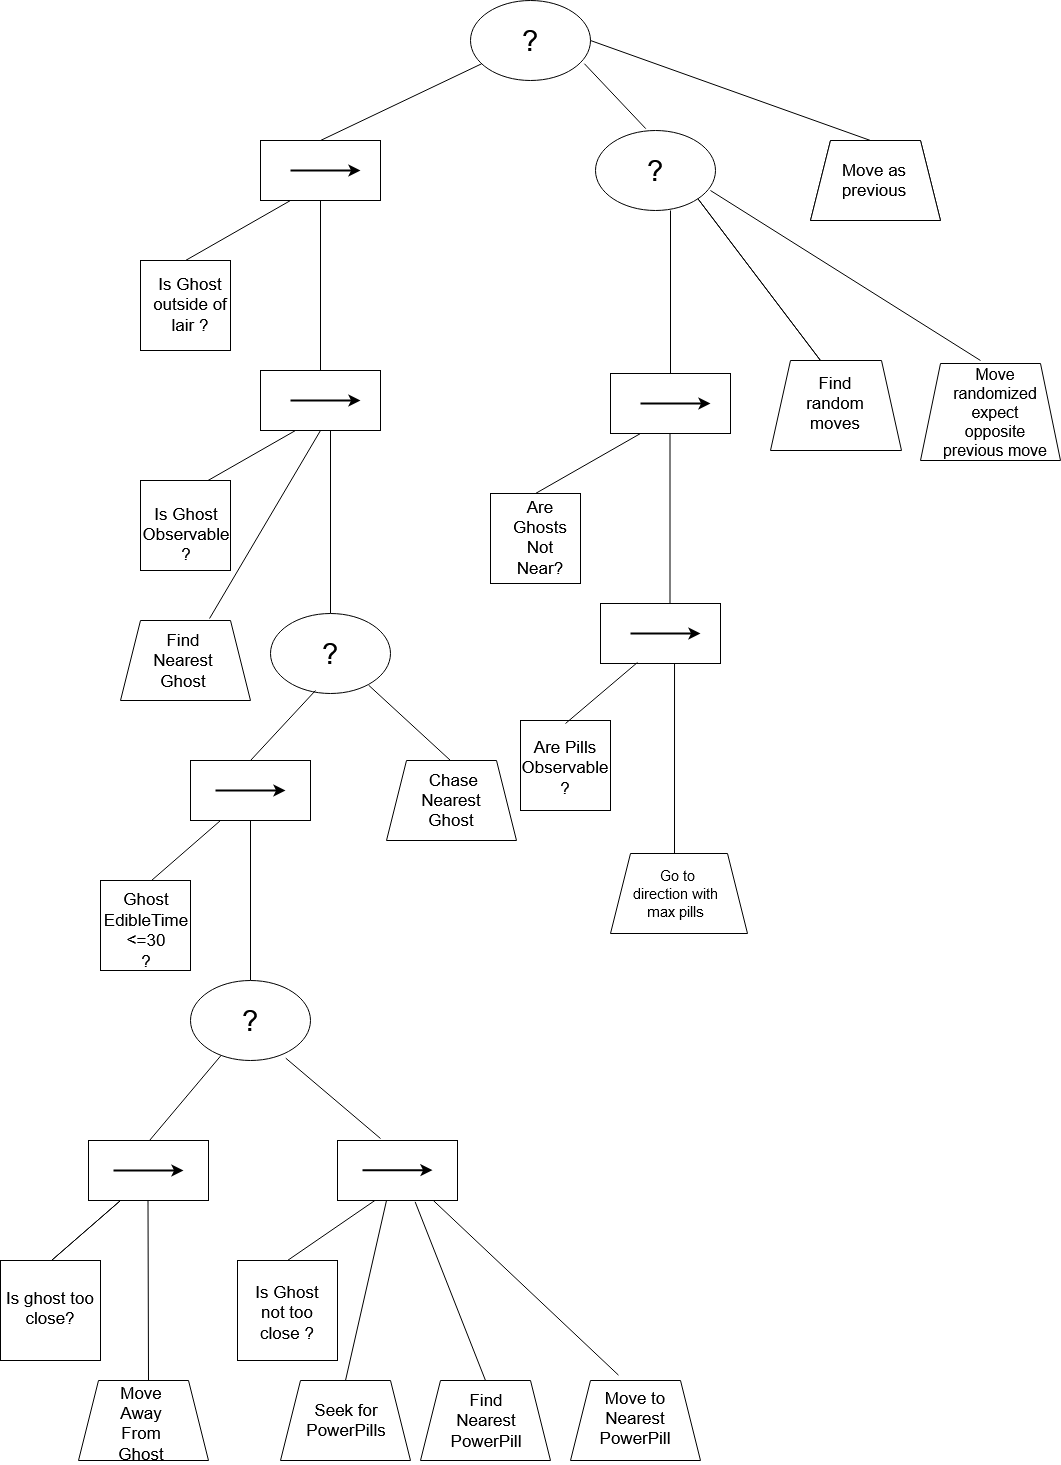 ?
?
Move as
previous
Is Ghost
outside of
lair ?
Find
random
moves
Move
randomized
expect
opposite
previous move
Is Ghost
Observable
?
Are
Ghosts
Not
Near?
Find
Nearest
Ghost
?
Are Pills
Observable
?
Chase
Nearest
Ghost
Go to
direction with
max pills
Ghost
EdibleTime
<=30
?
?
Is ghost too
close?
Is Ghost
not too
close ?
Move
Away
From
Ghost
Seek for
PowerPills
Find
Nearest
PowerPill
Move to
Nearest
PowerPill